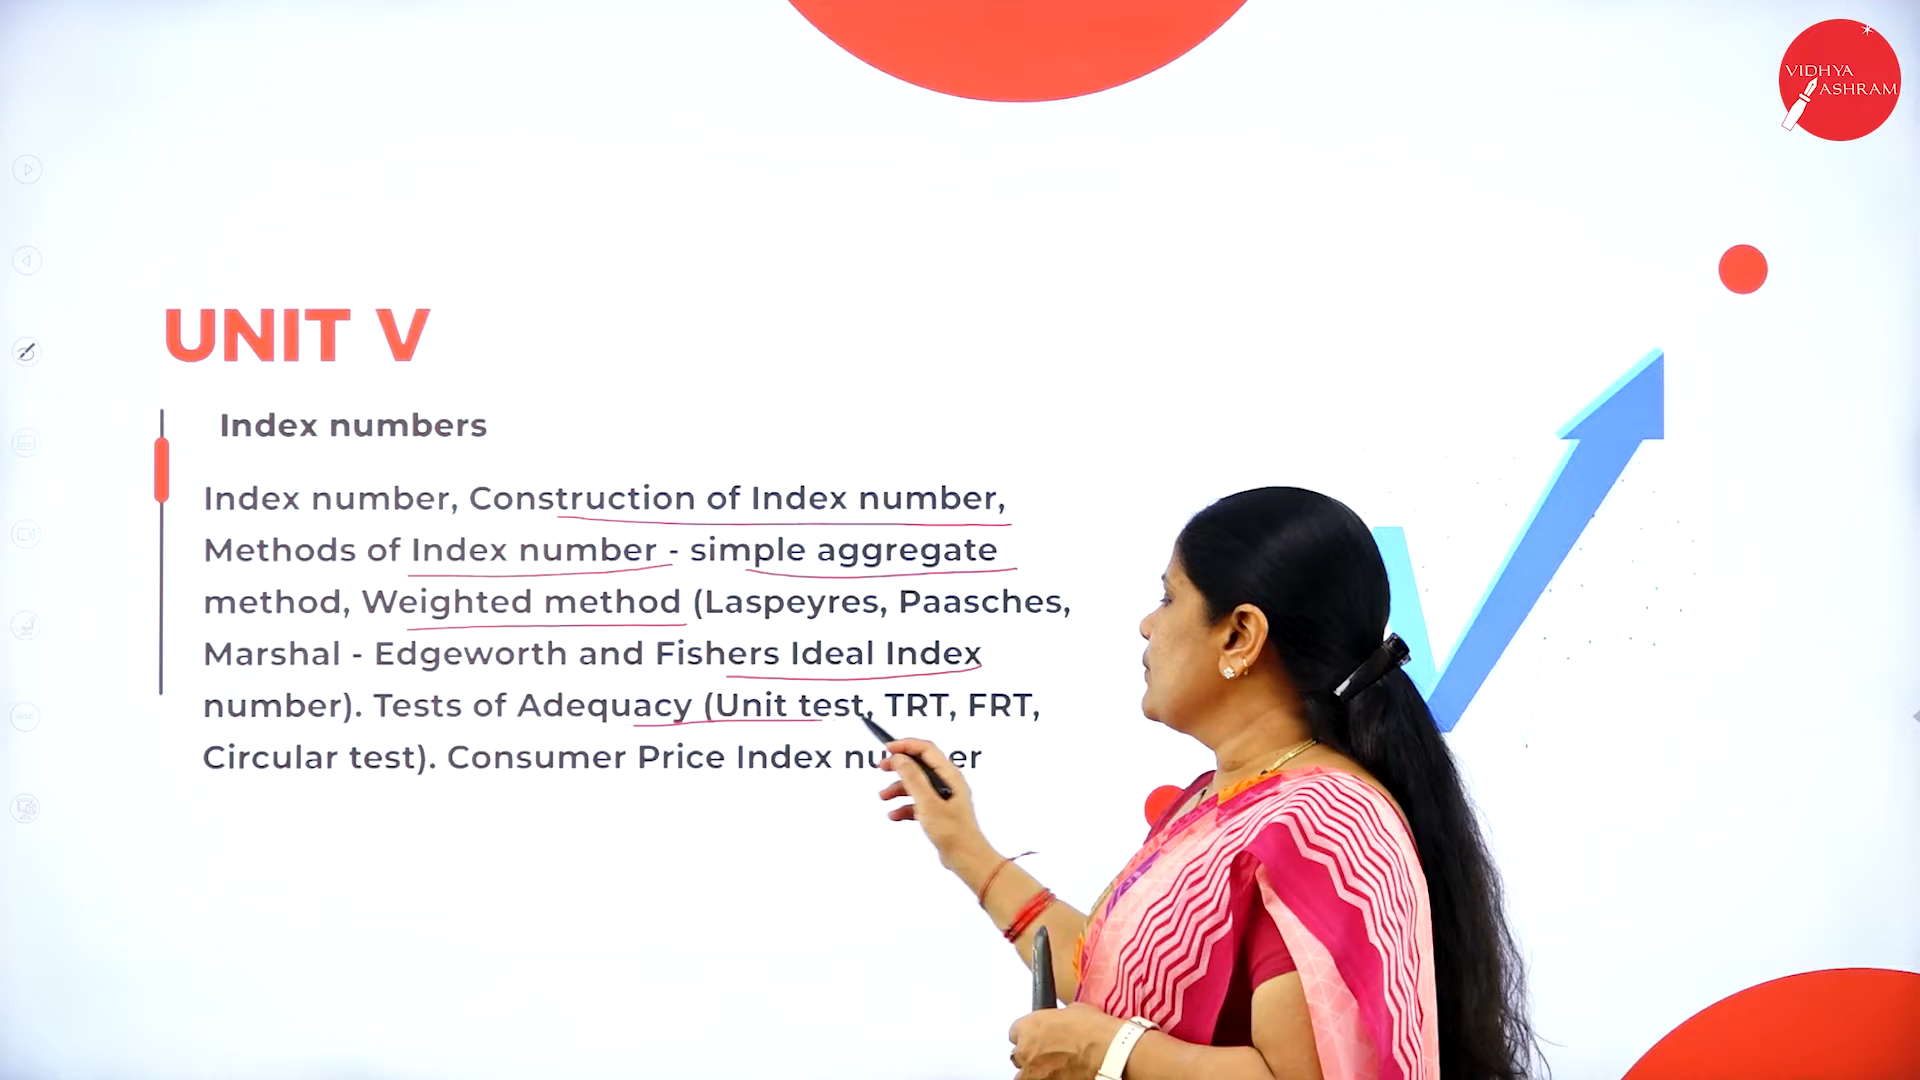 VIDHYA
ASHRAM
UNIT V
Index numbers
Index number, Construction of Index number,
Methods of Index number - simple aggregate
method, Weighted method (Laspeyres, Paasches,
Marshal - Edgeworth and Fishers Ideal Index
number). Tests of Adequacy (Unit test, TRT, FRT,
Circular test). Consumer Price Index